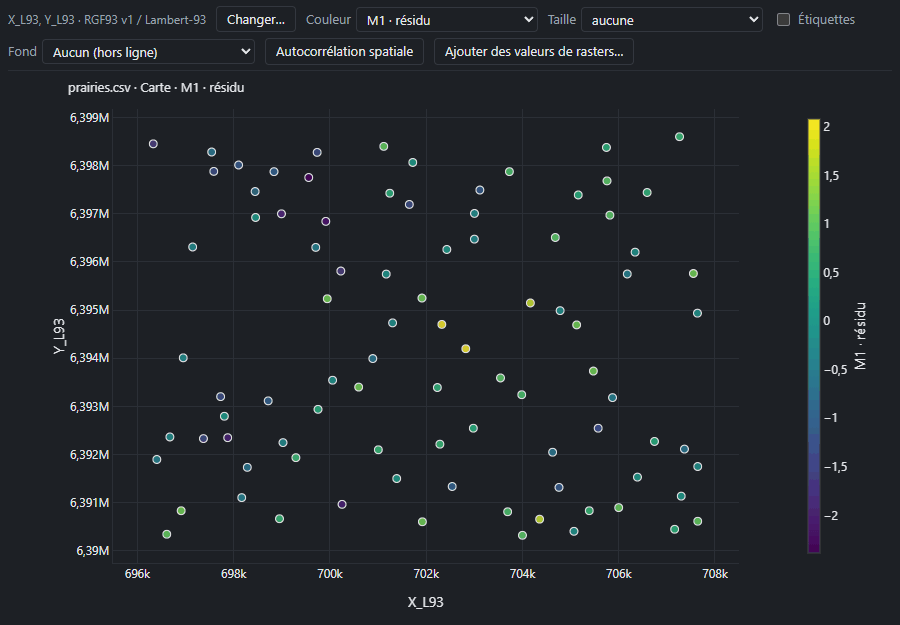 X_L93, Y_L93 · RGF93 v1 / Lambert-93 Changer... Couleur M1 · résidu Taille aucune Étiquettes
Fond Aucun (hors ligne) Autocorrélation spatiale Ajouter des valeurs de rasters...
prairies.csv · Carte · M1 · résidu
6,399M
6,398M
6,397M
6,396M
6,395M
6,394M
6,393M
6,392M
6,391M
6,39M
Y_L93
696k 698k 700k 702k 704k 706k 708k
X_L93
2
1,5
1
0,5
0
−0,5
−1
−1,5
−2
M1 · résidu